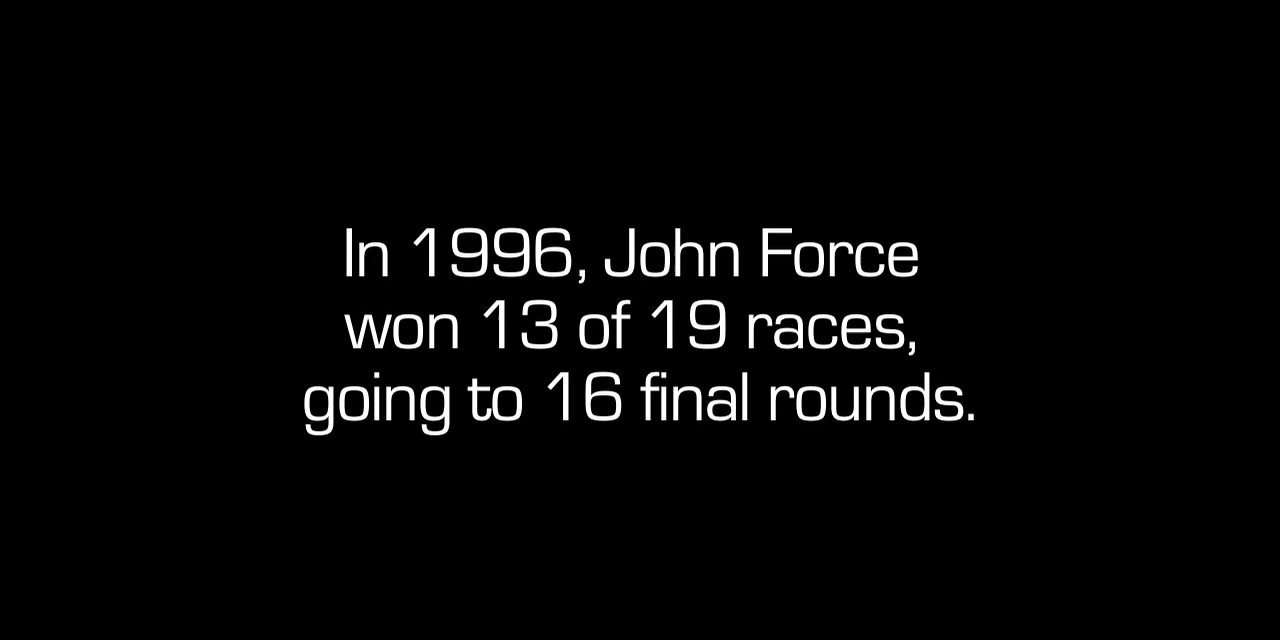 In 1996, John Force
won 13 of 19 races,
going to 16 final rounds.